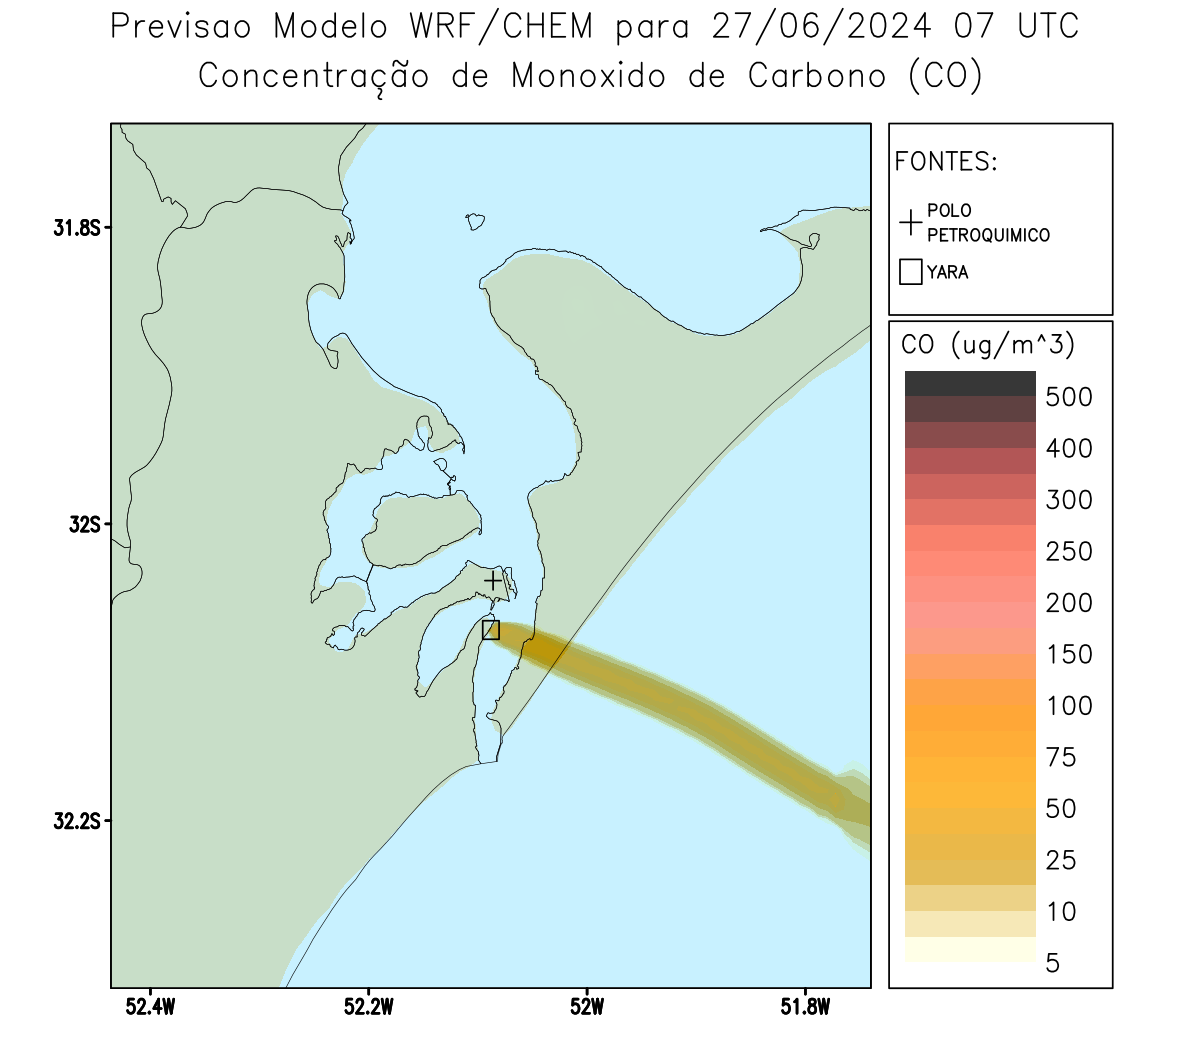 Previsao Modelo WRF/CHEM para 27/06/2024 07 UTC
Concentração de Monoxido de Carbono (CO)
FONTES:
POLO
PETROQUIMICO
YARA
CO (ug/m^3)
500
400
300
250
200
150
100
75
50
25
10
5
31.8S
32S
32.2S
52.4W
52.2W
52W
51.8W